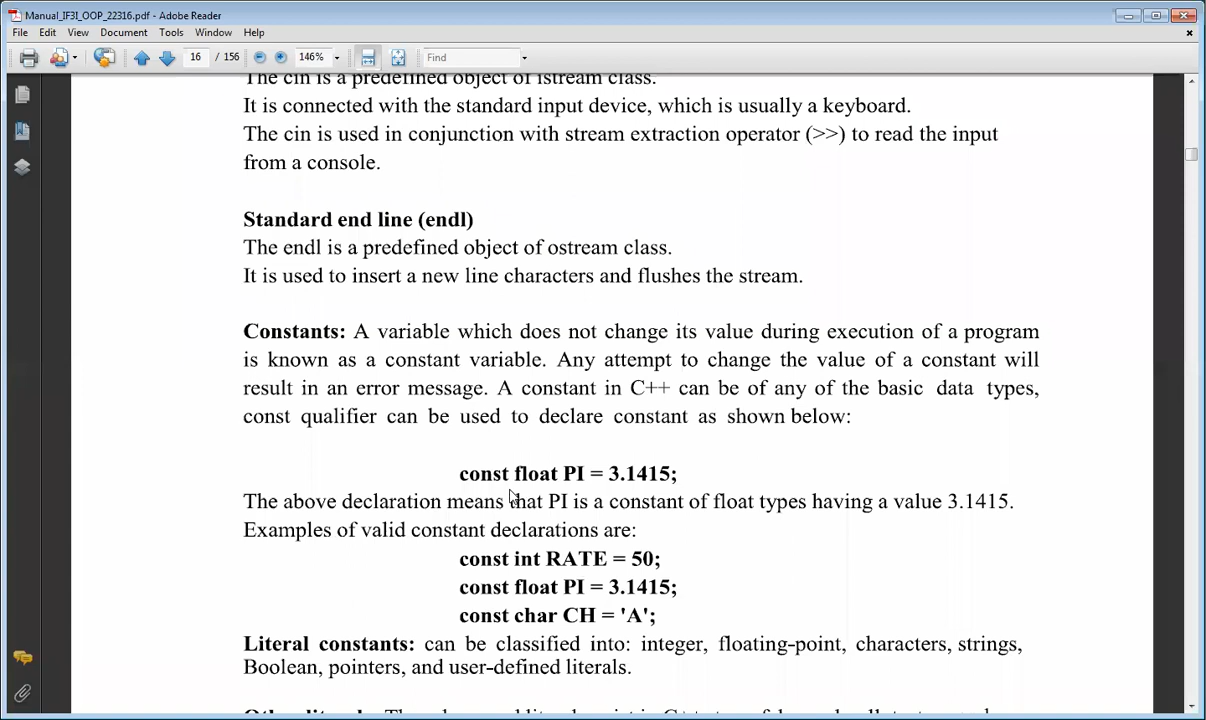 Manual_IF3I_OOP_22316.pdf - Adobe Reader
File Edit View Document Tools Window Help
16 / 156 146% Find
The cin is a predefined object of istream class.
It is connected with the standard input device, which is usually a keyboard.
The cin is used in conjunction with stream extraction operator (>>) to read the input
from a console.
Standard end line (endl)
The endl is a predefined object of ostream class.
It is used to insert a new line characters and flushes the stream.
Constants: A variable which does not change its value during execution of a program
is known as a constant variable. Any attempt to change the value of a constant will
result in an error message. A constant in C++ can be of any of the basic data types,
const qualifier can be used to declare constant as shown below:
const float PI = 3.1415;
The above declaration means that PI is a constant of float types having a value 3.1415.
Examples of valid constant declarations are:
const int RATE = 50;
const float PI = 3.1415;
const char CH = 'A';
Literal constants: can be classified into: integer, floating-point, characters, strings,
Boolean, pointers, and user-defined literals.